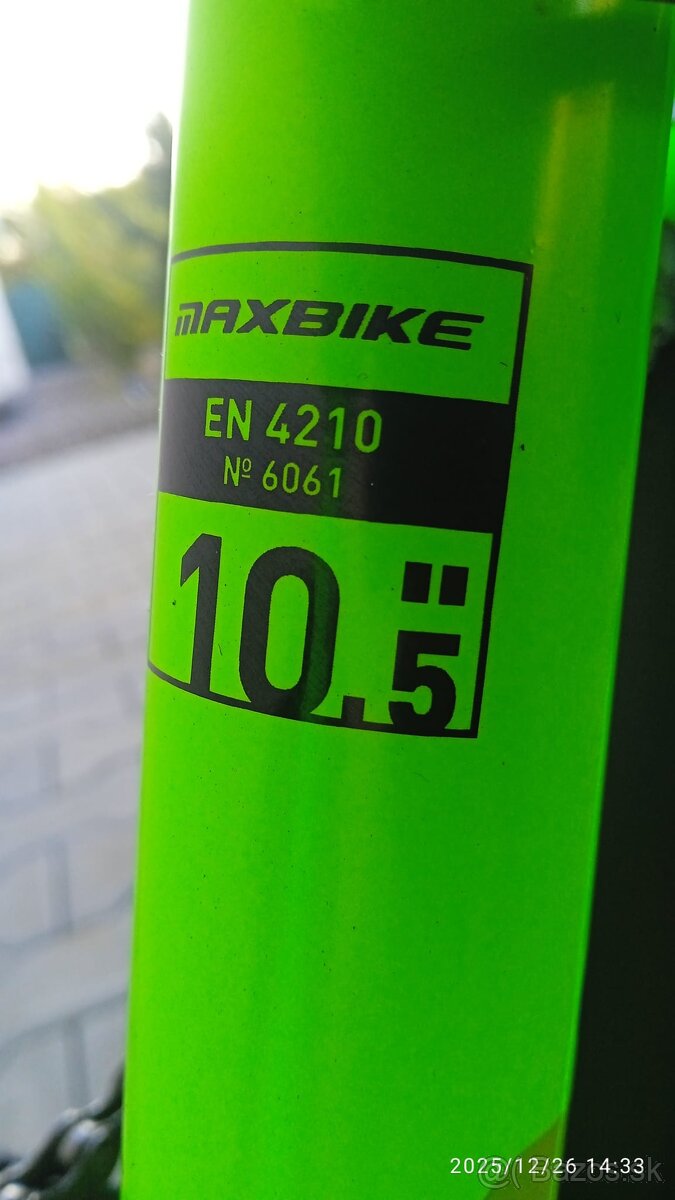 MAXBIKE
EN 4210
Nº 6061
10.5"
2025/12/26 14:33
@( Bazos.sk